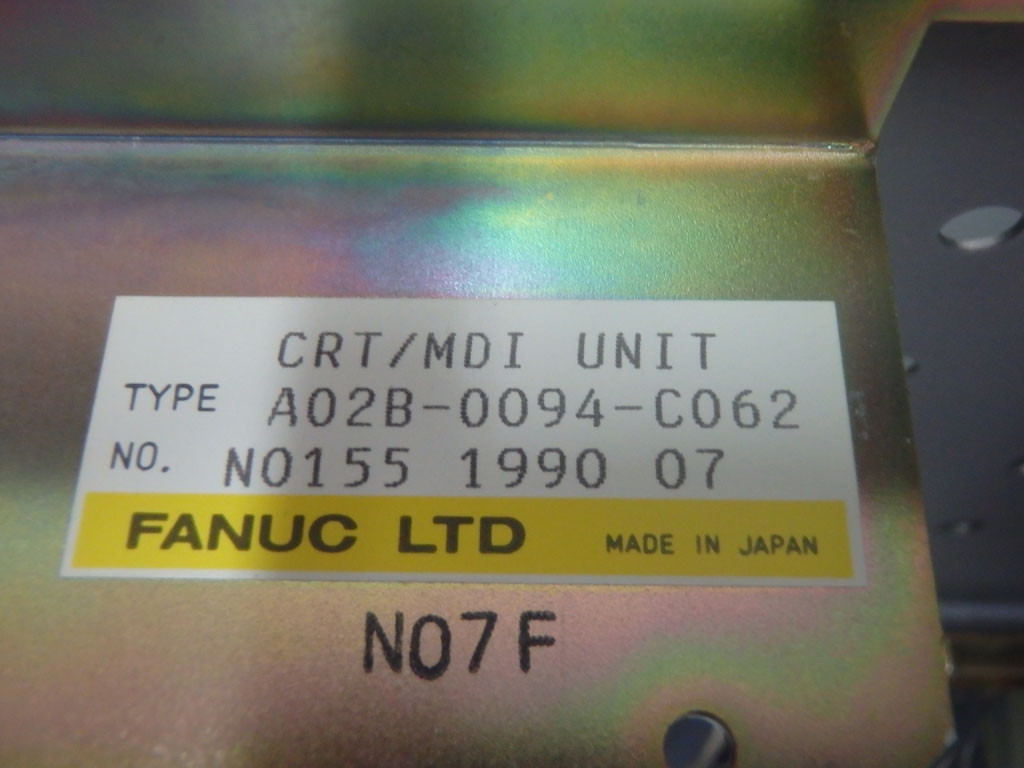 CRT/MDI UNIT
TYPE A02B-0094-C062
NO. N0155 1990 07
FANUC LTD MADE IN JAPAN
N07F